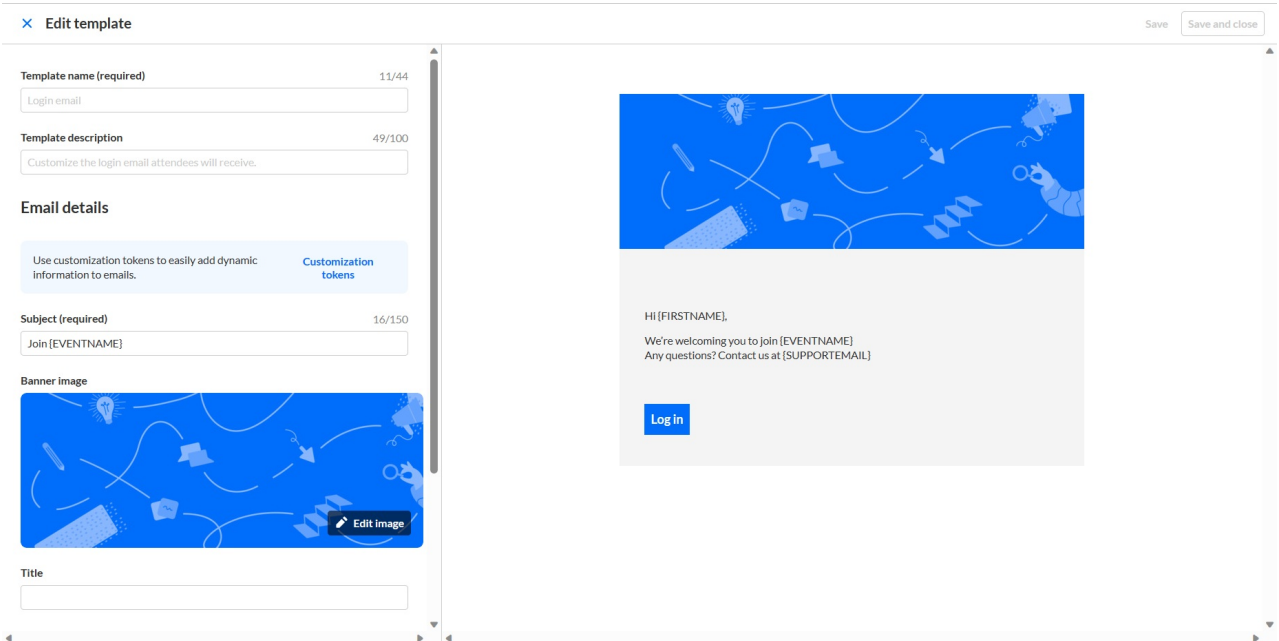 Edit template
Save
Save and close
Template name (required)
11/44
Login email
Template description
49/100
Customize the login email attendees will receive.
Email details
Use customization tokens to easily add dynamic
information to emails.
Customization
tokens
Subject (required)
16/150
Join {EVENTNAME}
Banner image
Edit image
Title
Hi {FIRSTNAME},
We're welcoming you to join {EVENTNAME}
Any questions? Contact us at {SUPPORTEMAIL}
Log in